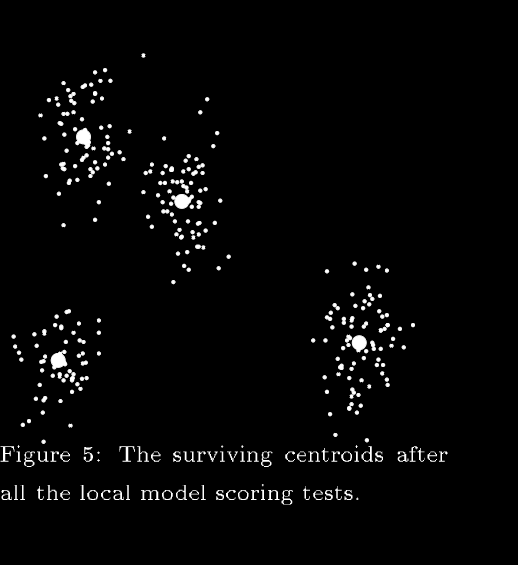 Figure 5: The surviving centroids after
all the local model scoring tests.